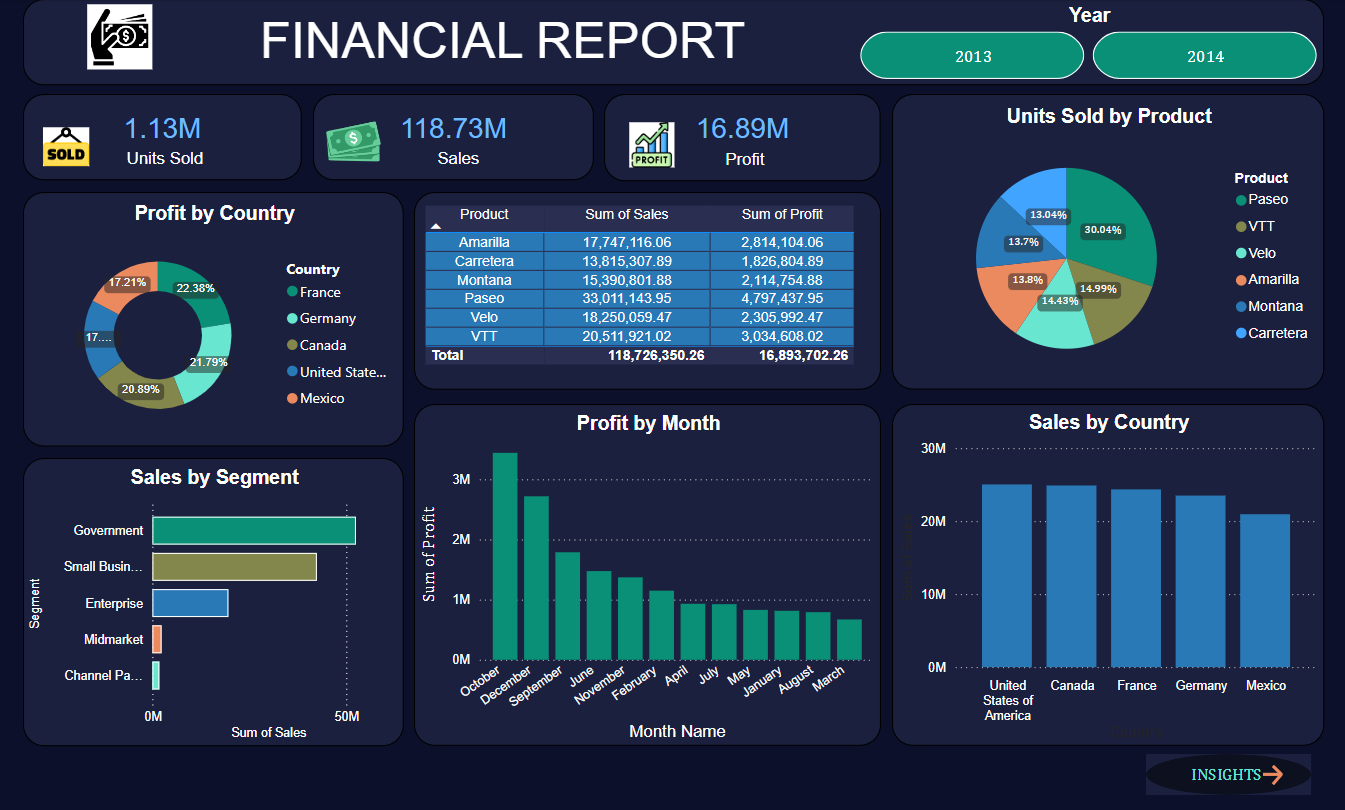 FINANCIAL REPORT
Year
2013
2014
SOLD
1.13M
Units Sold
118.73M
Sales
PROFIT
16.89M
Profit
Units Sold by Product
30.04%
14.99%
14.43%
13.8%
13.7%
13.04%
Product
Paseo
VTT
Velo
Amarilla
Montana
Carretera
Profit by Country
22.38%
21.79%
20.89%
17....
17.21%
Country
France
Germany
Canada
United State...
Mexico
Product Sum of Sales Sum of Profit
Amarilla 17,747,116.06 2,814,104.06
Carretera 13,815,307.89 1,826,804.89
Montana 15,390,801.88 2,114,754.88
Paseo 33,011,143.95 4,797,437.95
Velo 18,250,059.47 2,305,992.47
VTT 20,511,921.02 3,034,608.02
Total 118,726,350.26 16,893,702.26
Sales by Segment
Segment
Government
Small Busin...
Enterprise
Midmarket
Channel Pa...
0M 50M
Sum of Sales
Profit by Month
Sum of Profit
3M
2M
1M
0M
October December September June November February April July May January August March
Month Name
Sales by Country
30M
20M
10M
0M
United States of America Canada France Germany Mexico
INSIGHTS